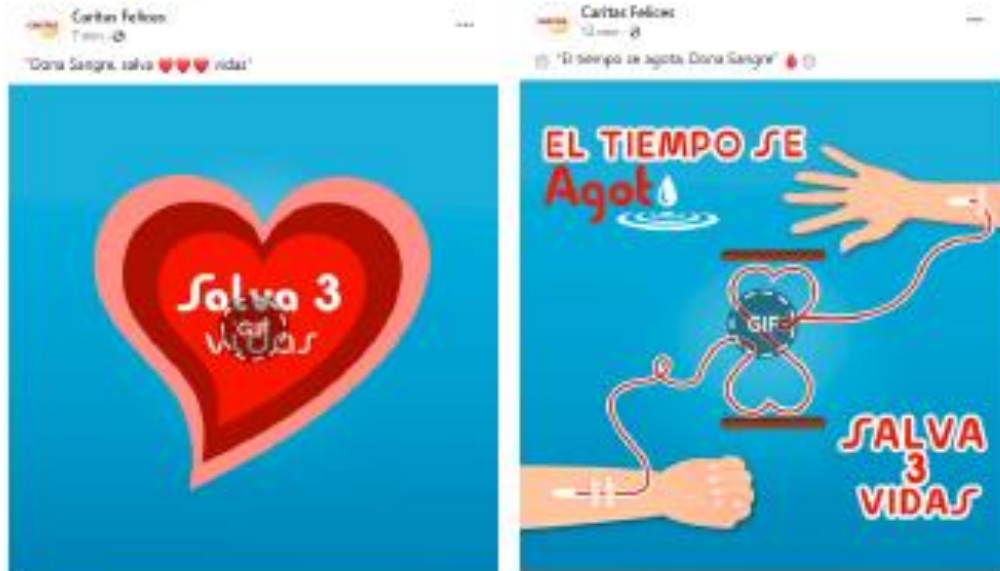 Caritas Felices
"Dona Sangre, salva ❤❤❤ vidas"
Salva 3
vidas
GIF
Caritas Felices
"El tiempo se agota, Dona Sangre"
EL TIEMPO SE
Agota
GIF
SALVA
3
VIDAS